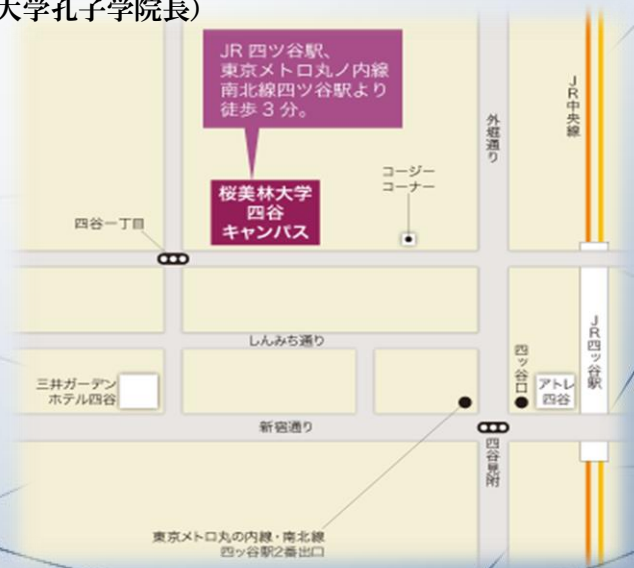 大学孔子学院長）
JR 四ツ谷駅、
東京メトロ丸ノ内線
南北線四ツ谷駅より
徒歩 3 分。
桜美林大学
四谷
キャンパス
コージー
コーナー
外堀通り
JR中央線
四谷一丁目
しんみち通り
三井ガーデン
ホテル四谷
四ッ谷口
アトレ
四谷
JR四ッ谷駅
新宿通り
四谷見附
東京メトロ丸の内線・南北線
四ッ谷駅2番出口